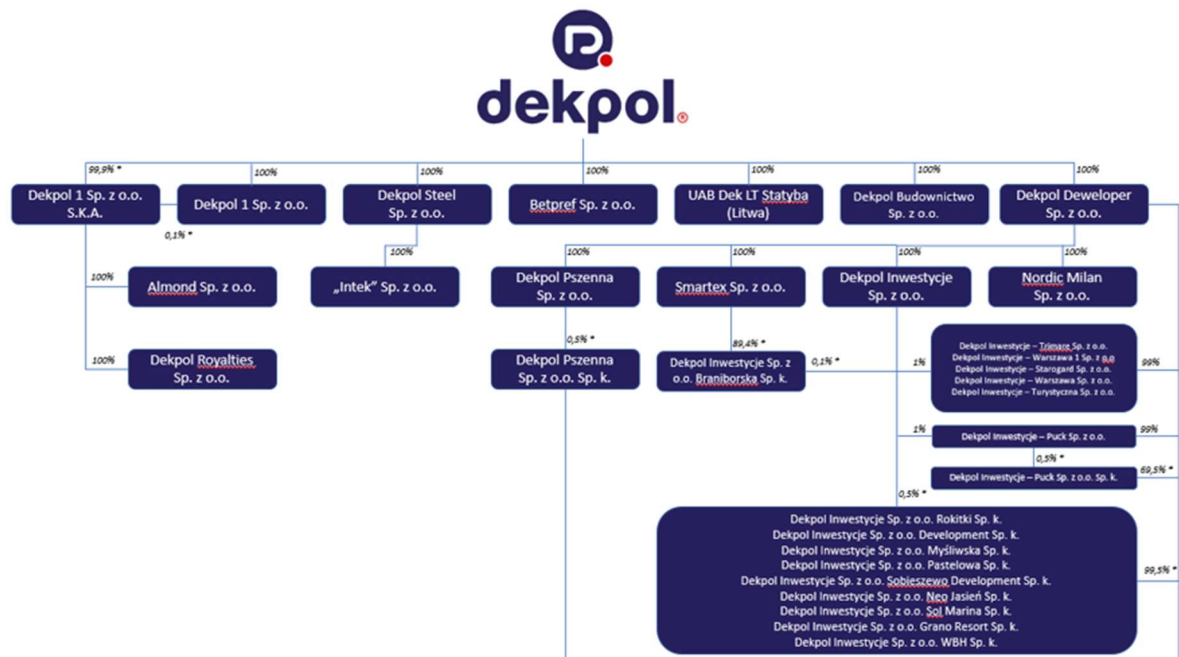 dekpol®
99,9% *
100%
100%
100%
100%
100%
100%
Dekpol 1 Sp. z o.o.
S.K.A.
Dekpol 1 Sp. z o.o.
Dekpol Steel
Sp. z o.o.
Betpref Sp. z o.o.
UAB Dek LT Statyba
(Litwa)
Dekpol Budownictwo
Sp. z o.o.
Dekpol Deweloper
Sp. z o.o.
0,1% *
100%
100%
100%
100%
100%
100%
Almond Sp. z o.o.
„Intek” Sp. z o.o.
Dekpol Pszenna
Sp. z o.o.
Smartex Sp. z o.o.
Dekpol Inwestycje
Sp. z o.o.
Nordic Milan
Sp. z o.o.
100%
0,5% *
89,4% *
Dekpol Royalties
Sp. z o.o.
Dekpol Pszenna
Sp. z o.o. Sp. k.
Dekpol Inwestycje Sp. z
o.o. Braniborska Sp. k.
0,1% *
1%
Dekpol Inwestycje – Trimare Sp. z o.o.
Dekpol Inwestycje – Warszawa 1 Sp. z o.o
Dekpol Inwestycje – Starogard Sp. z o.o.
Dekpol Inwestycje – Warszawa Sp. z o.o.
Dekpol Inwestycje – Turystyczna Sp. z o.o.
99%
1%
Dekpol Inwestycje – Puck Sp. z o.o.
99%
0,5% *
Dekpol Inwestycje – Puck Sp. z o.o. Sp. k.
69,5% *
0,5% *
Dekpol Inwestycje Sp. z o.o. Rokitki Sp. k.
Dekpol Inwestycje Sp. z o.o. Development Sp. k.
Dekpol Inwestycje Sp. z o.o. Myśliwska Sp. k.
Dekpol Inwestycje Sp. z o.o. Pastelowa Sp. k.
Dekpol Inwestycje Sp. z o.o. Sobieszewo Development Sp. k.
Dekpol Inwestycje Sp. z o.o. Neo Jasień Sp. k.
Dekpol Inwestycje Sp. z o.o. Sol Marina Sp. k.
Dekpol Inwestycje Sp. z o.o. Grano Resort Sp. k.
Dekpol Inwestycje Sp. z o.o. WBH Sp. k.
99,5% *